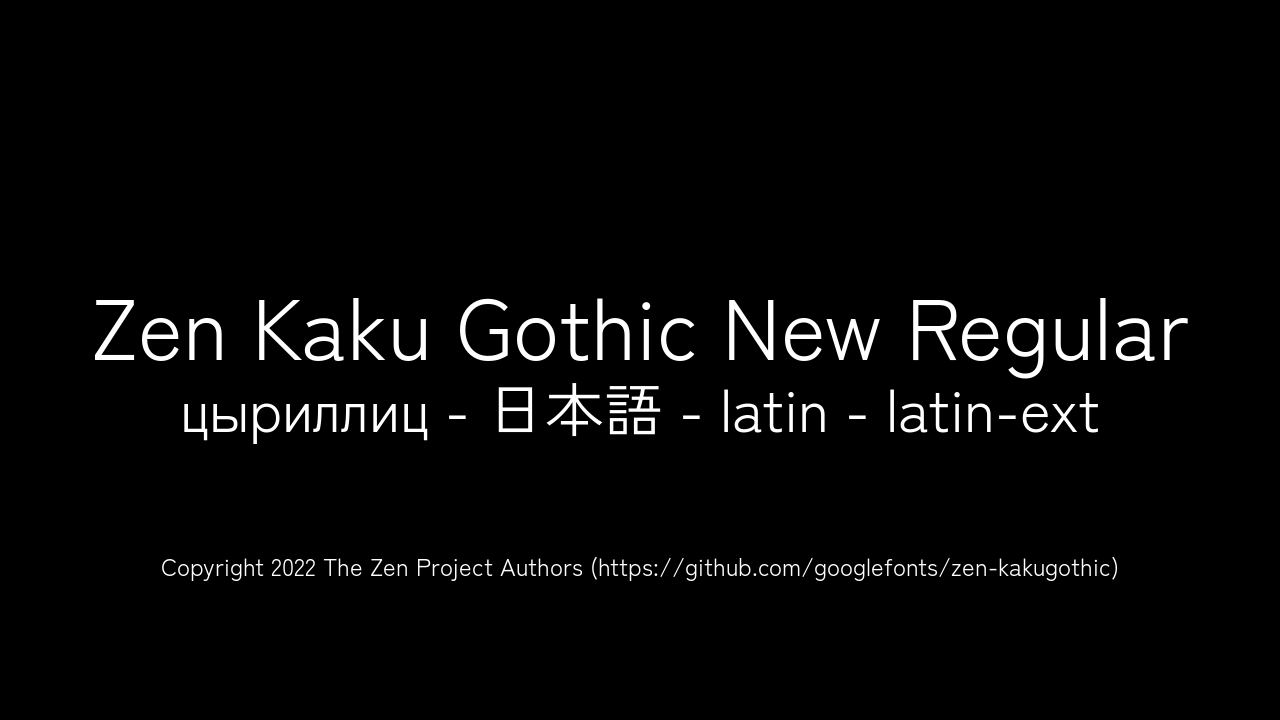 Zen Kaku Gothic New Regular
цыриллиц - 日本語 - latin - latin-ext
Copyright 2022 The Zen Project Authors (https://github.com/googlefonts/zen-kakugothic)